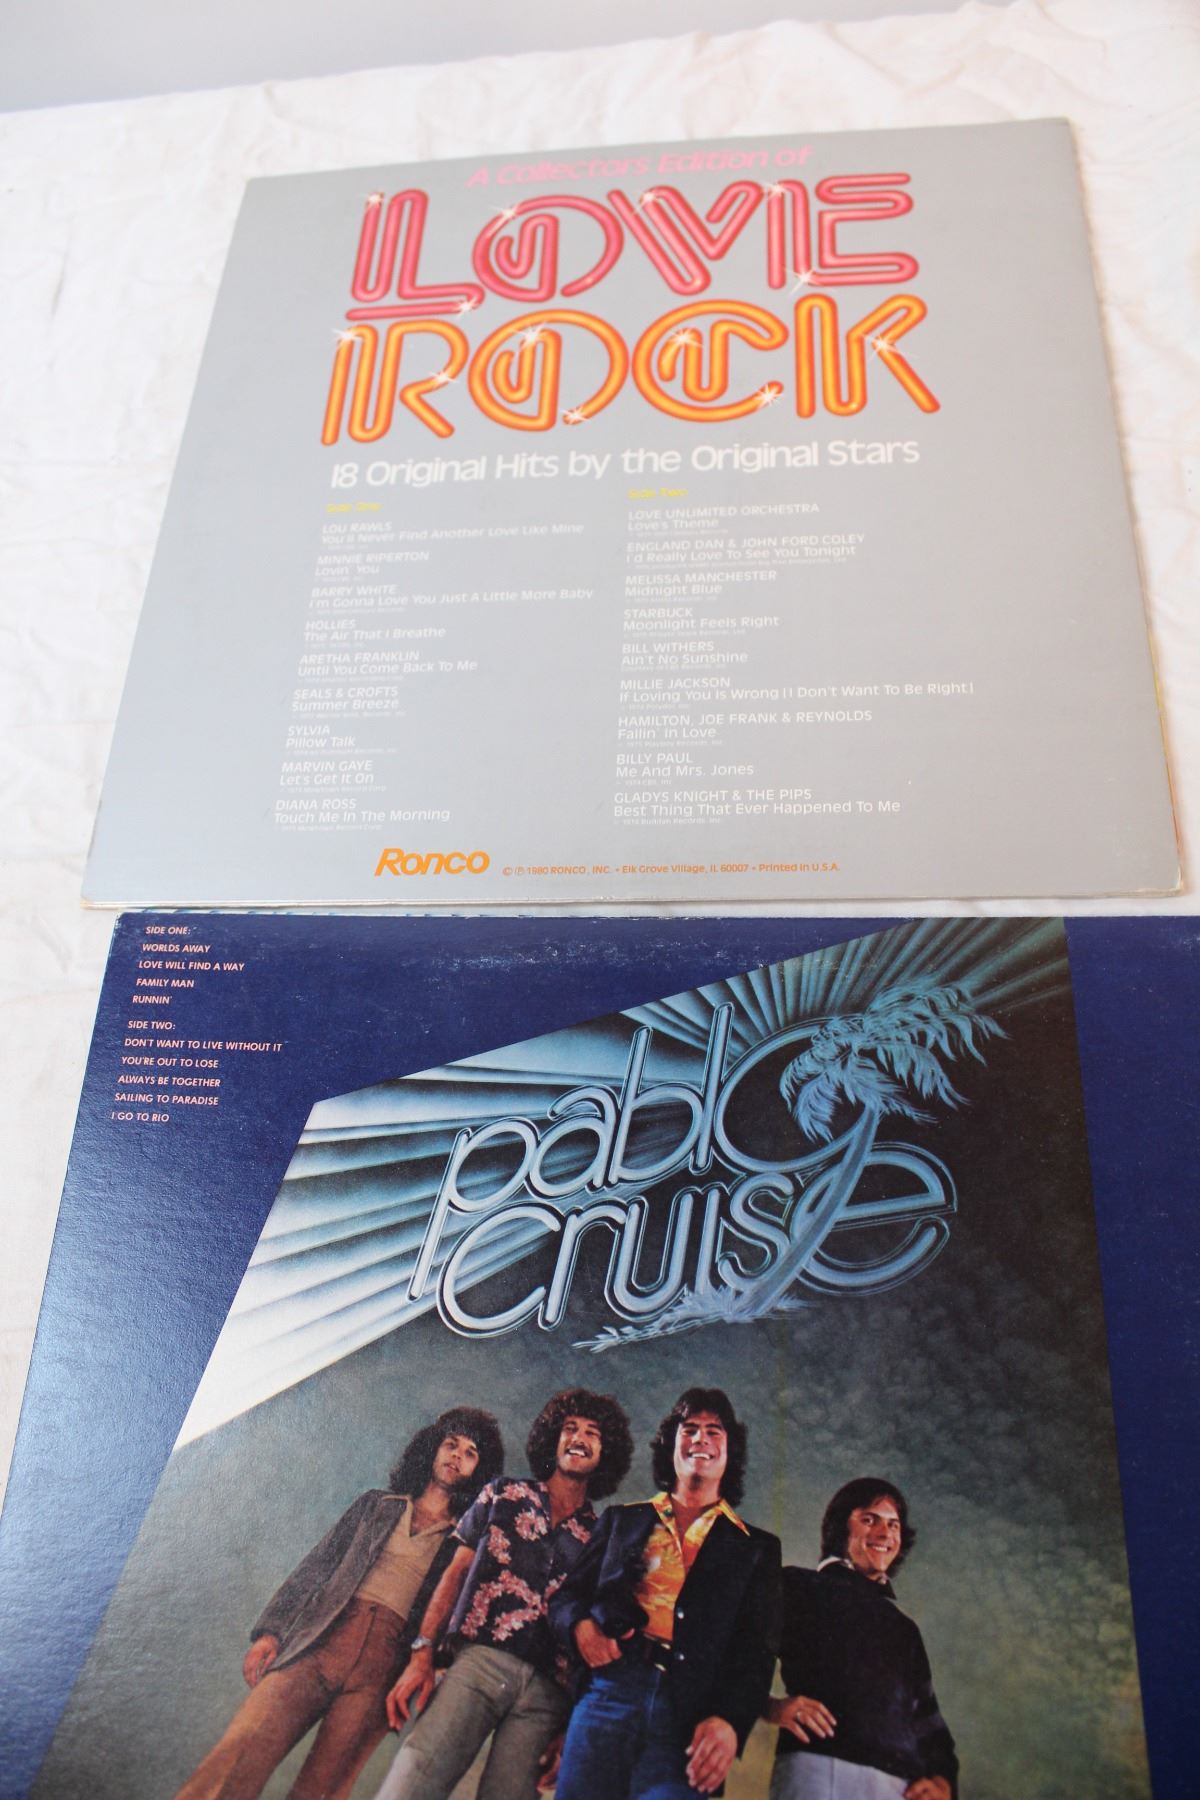 A Collectors Edition of
LOVE
ROCK
18 Original Hits by the Original Stars
Side One
LOU RAWLS
You'll Never Find Another Love Like Mine
MINNIE RIPERTON
Lovin' You
BARRY WHITE
I'm Gonna Love You Just A Little More Baby
HOLLIES
The Air That I Breathe
ARETHA FRANKLIN
Until You Come Back To Me
SEALS & CROFTS
Summer Breeze
SYLVIA
Pillow Talk
MARVIN GAYE
Let's Get It On
DIANA ROSS
Touch Me In The Morning
Side Two
LOVE UNLIMITED ORCHESTRA
Love's Theme
ENGLAND DAN & JOHN FORD COLEY
I'd Really Love To See You Tonight
MELISSA MANCHESTER
Midnight Blue
STARBUCK
Moonlight Feels Right
BILL WITHERS
Ain't No Sunshine
MILLIE JACKSON
If Loving You Is Wrong (I Don't Want To Be Right)
HAMILTON, JOE FRANK & REYNOLDS
Fallin' In Love
BILLY PAUL
Me And Mrs. Jones
GLADYS KNIGHT & THE PIPS
Best Thing That Ever Happened To Me
Ronco © ℗ 1980 RONCO, INC. • Elk Grove Village, IL 60007 • Printed in U.S.A.
SIDE ONE:
WORLDS AWAY
LOVE WILL FIND A WAY
FAMILY MAN
RUNNIN'
SIDE TWO:
DON'T WANT TO LIVE WITHOUT IT
YOU'RE OUT TO LOSE
ALWAYS BE TOGETHER
SAILING TO PARADISE
I GO TO RIO
pablo
cruise